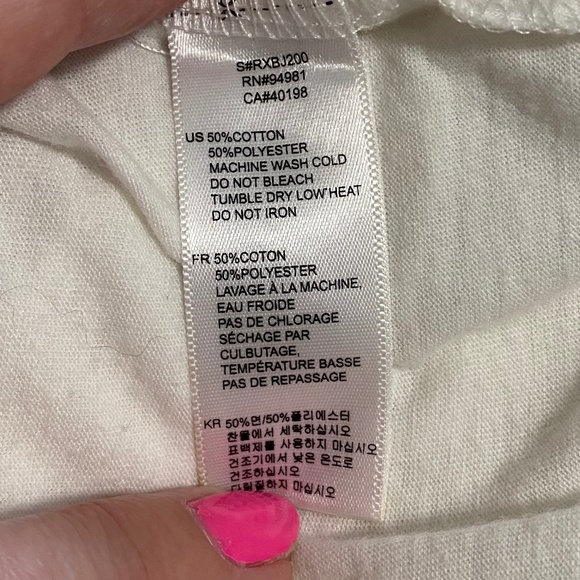 S#RXBJ200
RN#94981
CA#40198
US 50%COTTON
50%POLYESTER
MACHINE WASH COLD
DO NOT BLEACH
TUMBLE DRY LOW HEAT
DO NOT IRON
FR 50%COTON
50%POLYESTER
LAVAGE À LA MACHINE,
EAU FROIDE
PAS DE CHLORAGE
SÉCHAGE PAR
CULBUTAGE,
TEMPÉRATURE BASSE
PAS DE REPASSAGE
KR 50%면/50%폴리에스터
찬물에서 세탁하십시오
표백제를 사용하지 마십시오
건조기에서 낮은 온도로
건조하십시오
다림질하지 마십시오